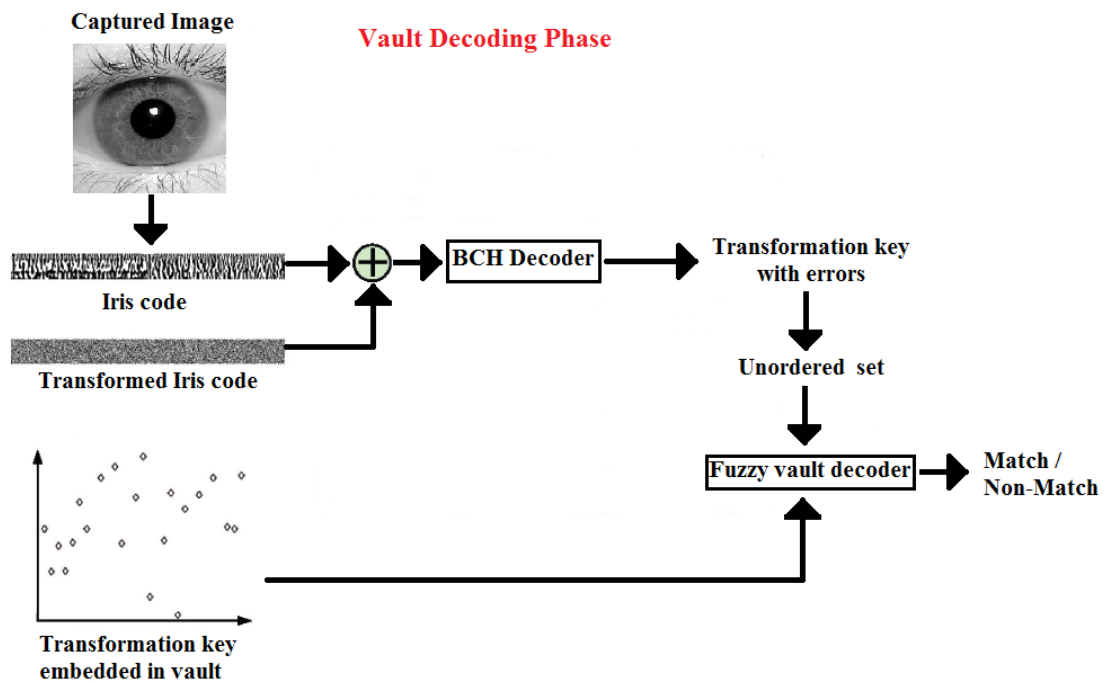 Captured Image
Vault Decoding Phase
BCH Decoder
Transformation key
with errors
Iris code
Transformed Iris code
Unordered set
Fuzzy vault decoder
Match /
Non-Match
Transformation key
embedded in vault